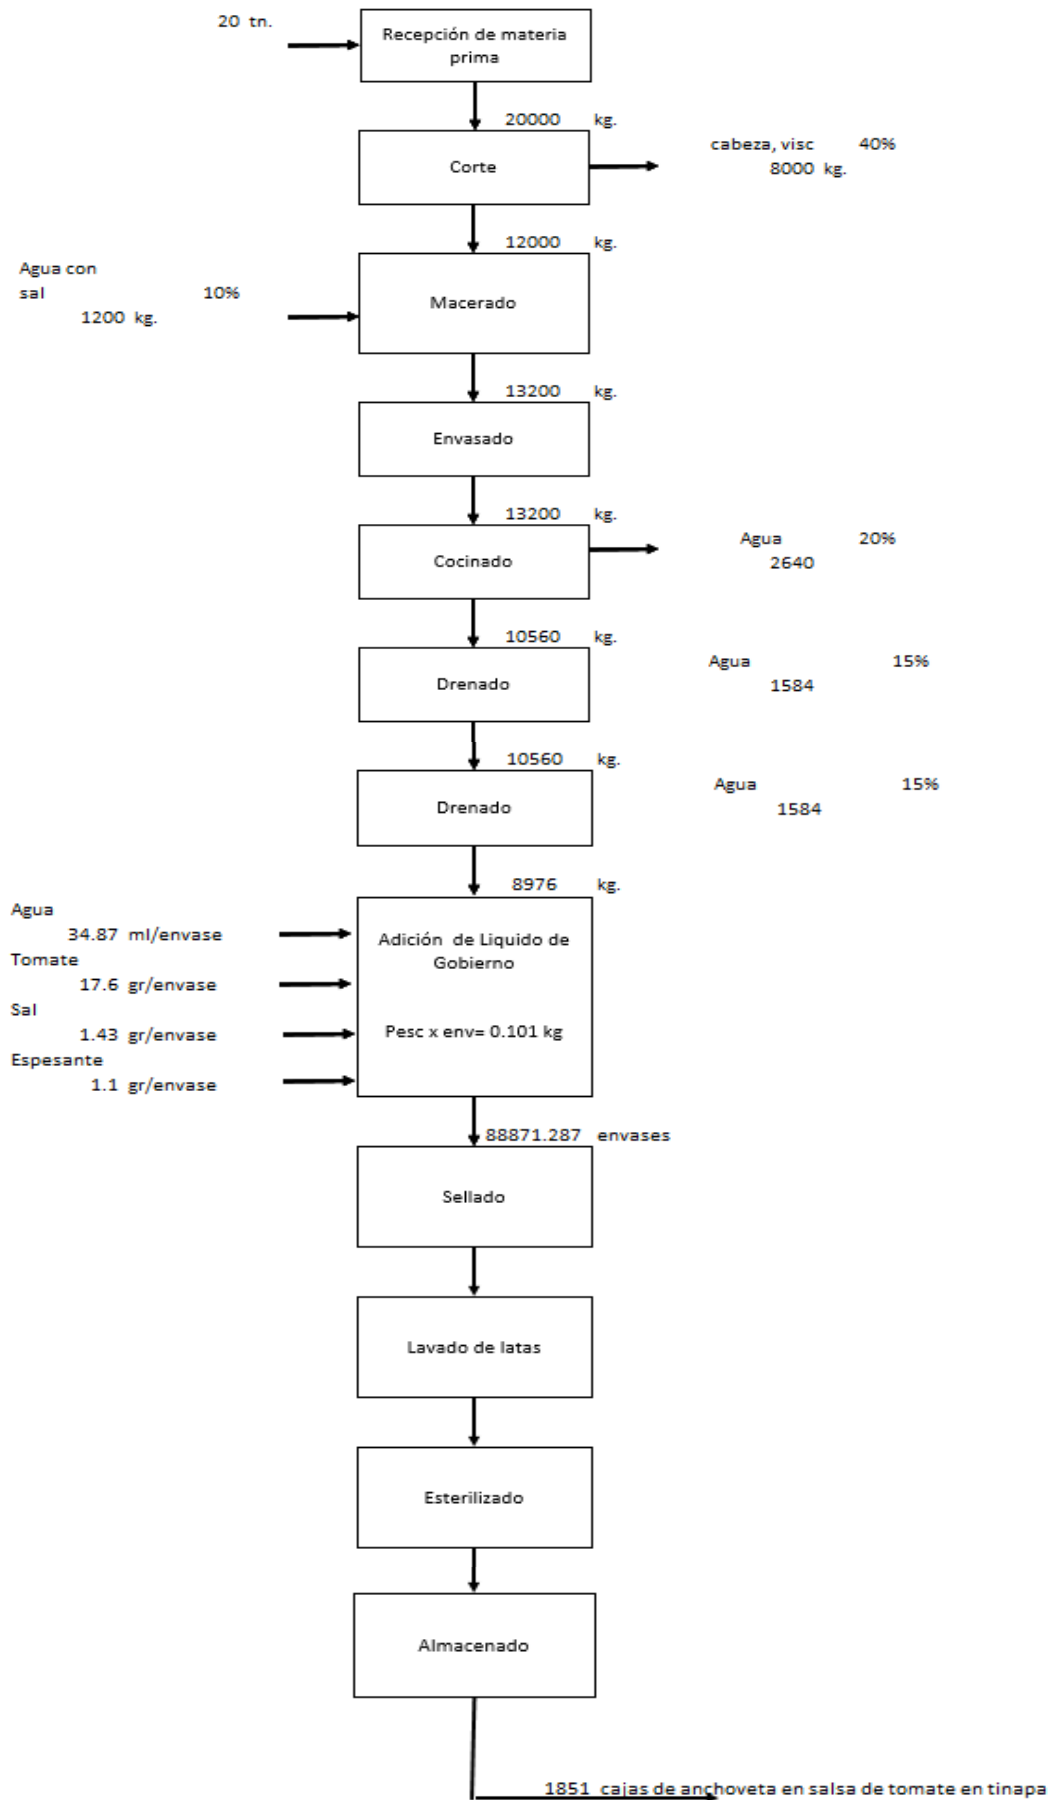 20 tn.
Recepción de materia
prima
20000 kg.
cabeza, visc 40%
8000 kg.
Corte
12000 kg.
Agua con
sal 10%
1200 kg.
Macerado
13200 kg.
Envasado
13200 kg.
Agua 20%
2640
Cocinado
10560 kg.
Agua 15%
1584
Drenado
10560 kg.
Agua 15%
1584
Drenado
8976 kg.
Agua
34.87 ml/envase
Tomate
17.6 gr/envase
Sal
1.43 gr/envase
Espesante
1.1 gr/envase
Adición de Liquido de
Gobierno
Pesc x env= 0.101 kg
88871.287 envases
Sellado
Lavado de latas
Esterilizado
Almacenado
1851 cajas de anchoveta en salsa de tomate en tinapa